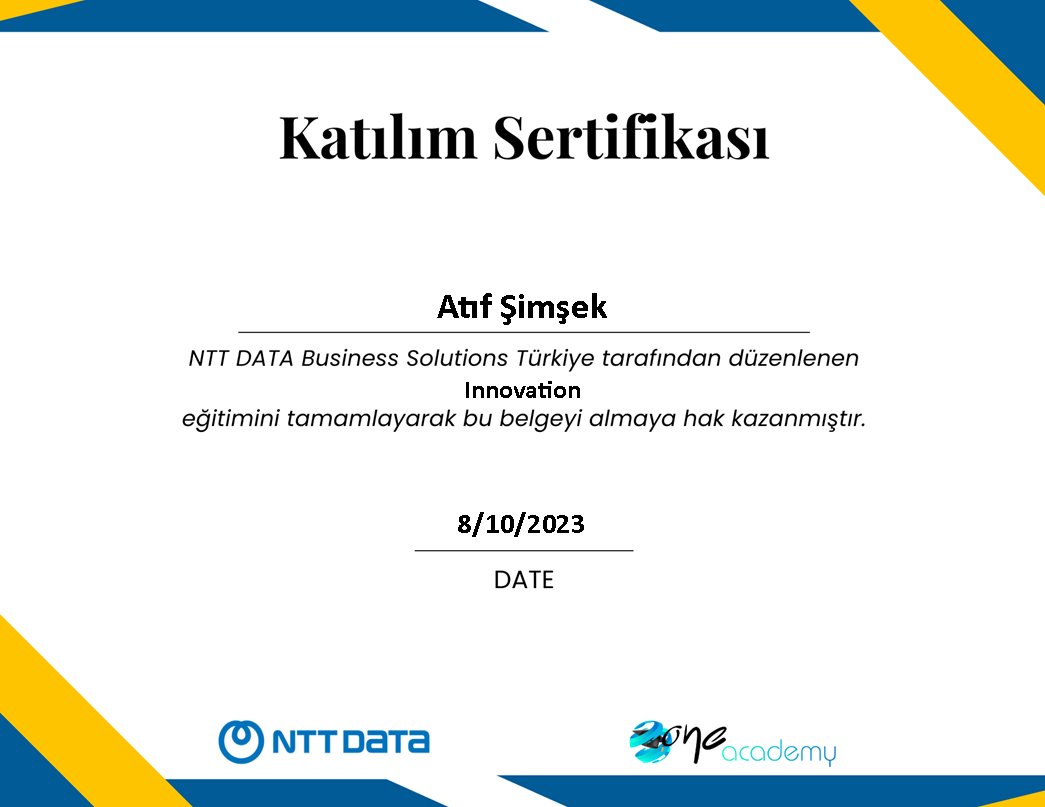 Katılım Sertifikası
Atıf Şimşek
NTT DATA Business Solutions Türkiye tarafından düzenlenen
Innovation
eğitimini tamamlayarak bu belgeyi almaya hak kazanmıştır.
8/10/2023
DATE
NTT DATA
one academy